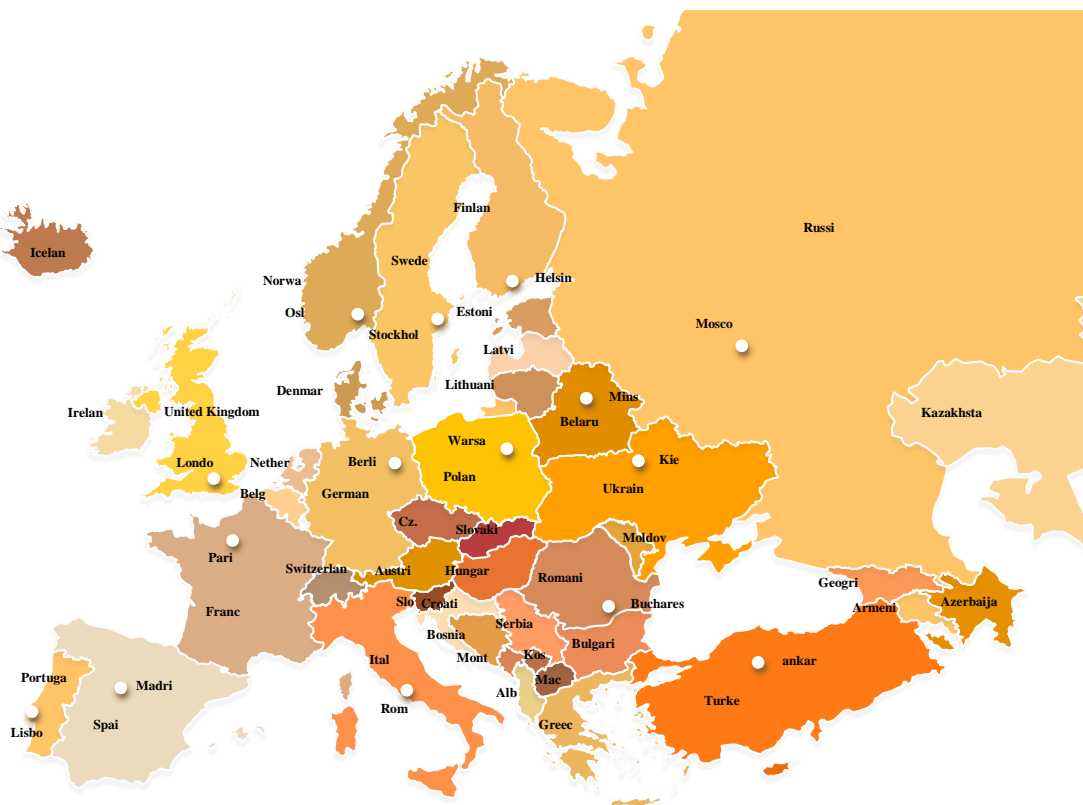 Finlan
Russi
Icelan
Swede
Helsin
Norwa
Osl
Estoni
Stockhol
Mosco
Latvi
Lithuani
Denmar
Mins
Irelan
United Kingdom
Kazakhsta
Belaru
Warsa
Londo
Nether
Berli
Kie
Polan
Ukrain
Belg
German
Cz.
Slovaki
Moldov
Pari
Switzerlan
Austri
Hungar
Romani
Geogri
Franc
Slo
Croati
Buchares
Armeni
Azerbaija
Serbia
Bosnia
Bulgari
Ital
Mont
Kos
ankar
Portuga
Madri
Mac
Alb
Rom
Turke
Spai
Greec
Lisbo